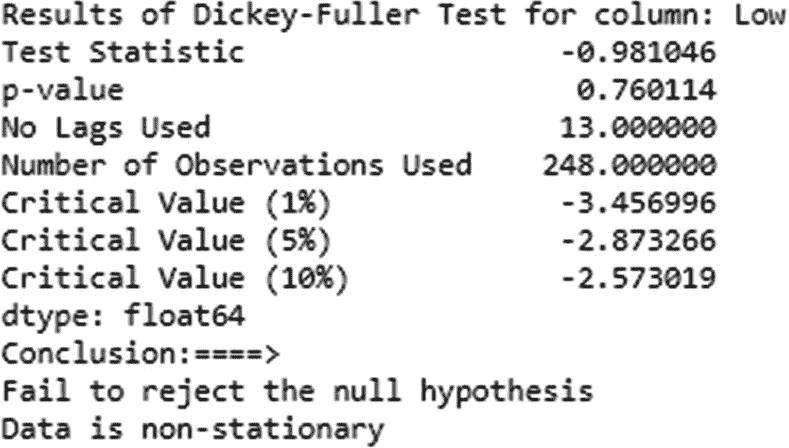 Results of Dickey-Fuller Test for column: Low
Test Statistic -0.981046
p-value 0.760114
No Lags Used 13.000000
Number of Observations Used 248.000000
Critical Value (1%) -3.456996
Critical Value (5%) -2.873266
Critical Value (10%) -2.573019
dtype: float64
Conclusion:====>
Fail to reject the null hypothesis
Data is non-stationary